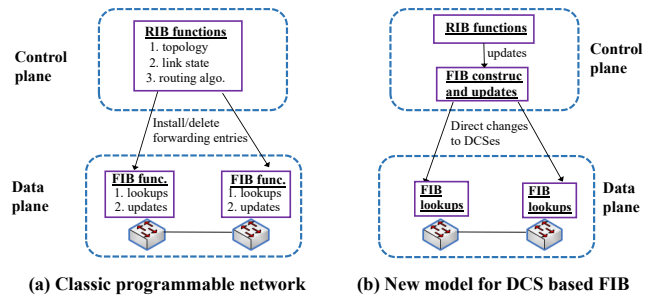 RIB functions
1. topology
2. link state
3. routing algo.
Control
plane
Install/delete
forwarding entries
Data
plane
FIB func.
1. lookups
2. updates
FIB func.
1. lookups
2. updates
(a) Classic programmable network
RIB functions
updates
FIB construc
and updates
Control
plane
Direct changes
to DCSes
FIB
lookups
FIB
lookups
Data
plane
(b) New model for DCS based FIB